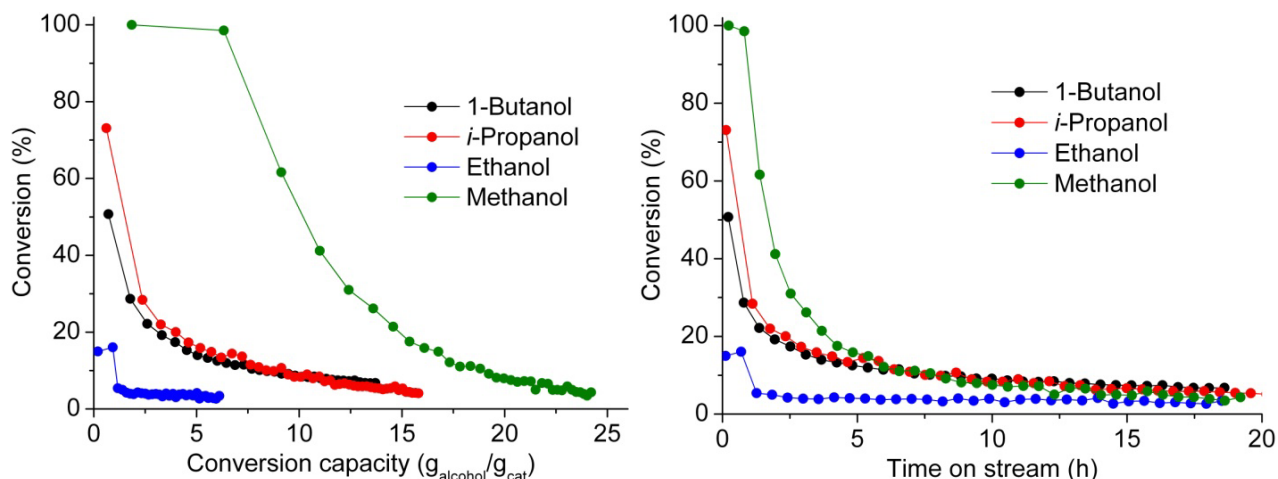 100
80
60
40
20
0
Conversion (%)
1-Butanol
i-Propanol
Ethanol
Methanol
0 5 10 15 20 25
Conversion capacity (g_alcohol/g_cat)
100
80
60
40
20
0
Conversion (%)
1-Butanol
i-Propanol
Ethanol
Methanol
0 5 10 15 20
Time on stream (h)